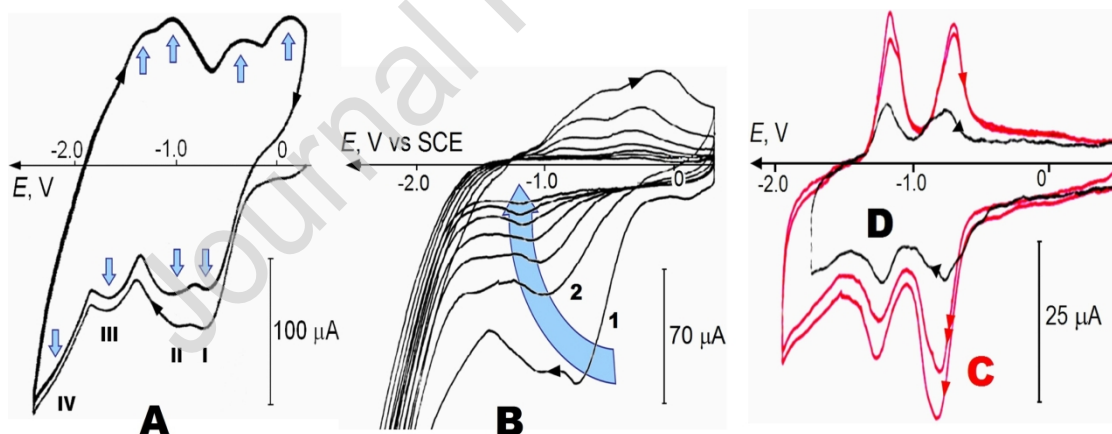 Journal
-2.0
-1.0
0
E, V
I
II
III
IV
100 μA
A
E, V vs SCE
-2.0
-1.0
0
2
1
70 μA
B
E, V
-2.0
-1.0
0
D
C
25 μA